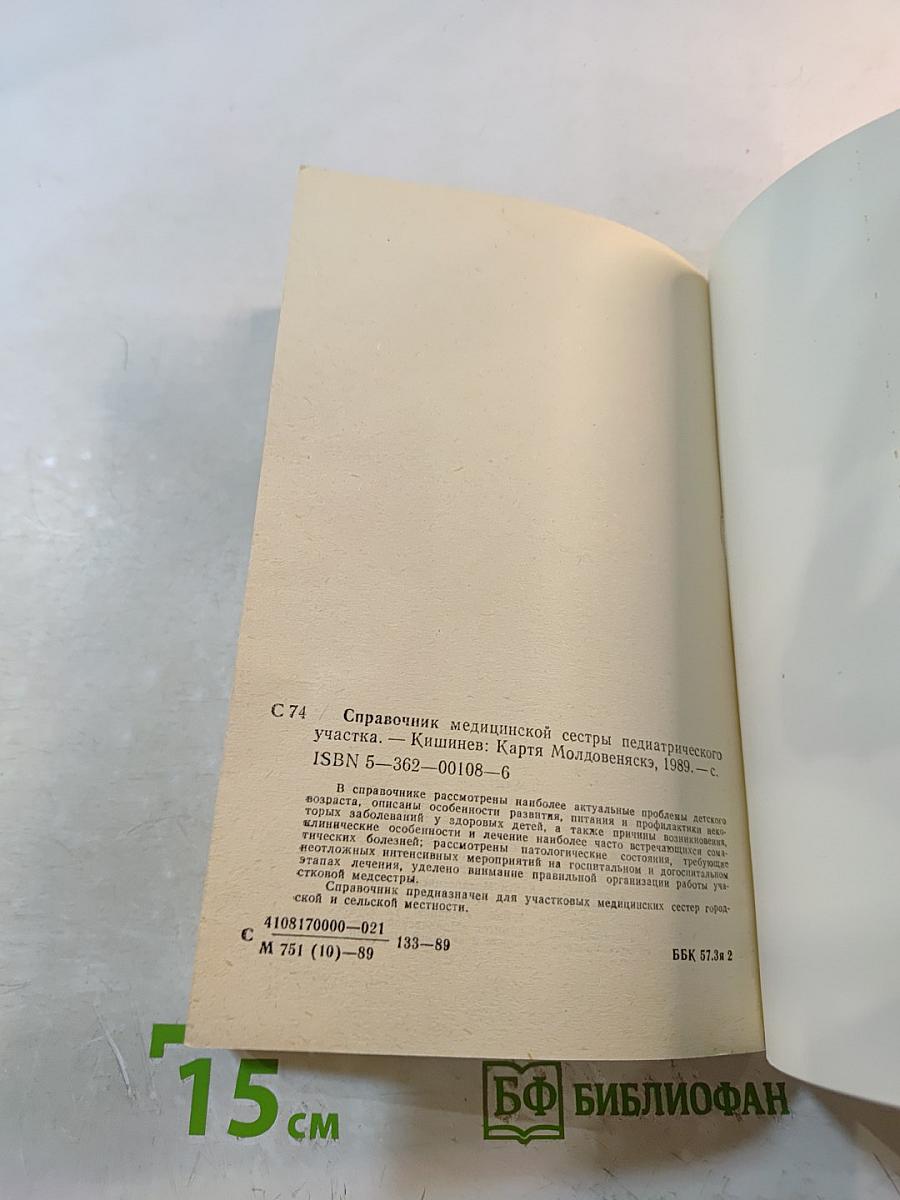 С 74 / Справочник медицинской сестры педиатрического
участка. — Кишинев: Картя Молдовеняскэ, 1989. — с.
ISBN 5—362—00108—6
В справочнике рассмотрены наиболее актуальные проблемы детского
возраста, описаны особенности развития, питания и профилактики неко-
торых заболеваний у здоровых детей, а также причины возникновения,
клинические особенности и лечение наиболее часто встречающихся сома-
тических болезней; рассмотрены патологические состояния, требующие
неотложных интенсивных мероприятий на госпитальном и догоспитальном
этапах лечения, уделено внимание правильной организации работы уча-
стковой медсестры.
Справочник предназначен для участковых медицинских сестер город-
ской и сельской местности.
С 4108170000—021 133—89
М 751 (10)—89
ББК 57.3я 2
15 см
БФ БИБЛИОФАН